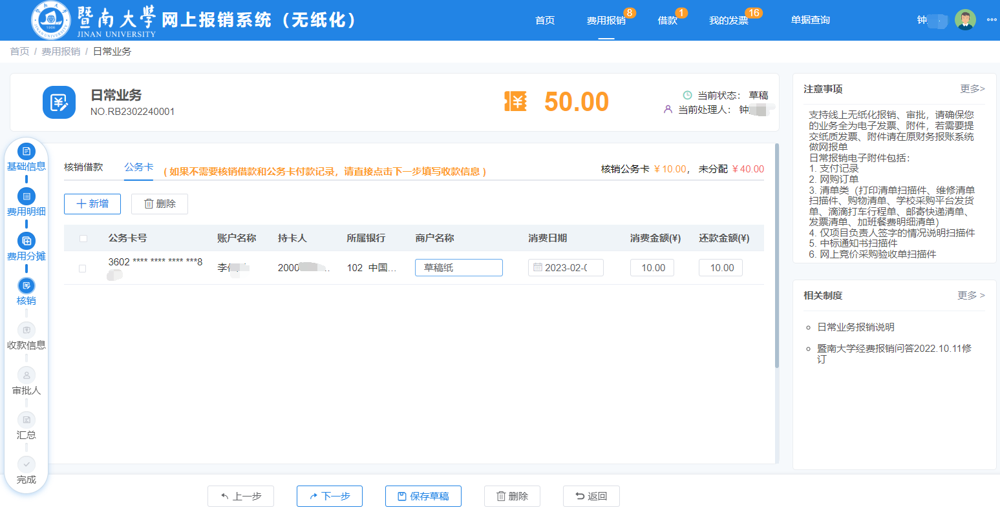 暨南大学
JINAN UNIVERSITY
1906
网上报销系统（无纸化）
首页
费用报销 8
借款 1
我的发票 16
单据查询
钟
首页 / 费用报销 / 日常业务
日常业务
NO.RB2302240001
50.00
当前状态： 草稿
当前处理人： 钟
基础信息
费用明细
费用分摊
核销
收款信息
审批人
汇总
完成
核销借款
公务卡
( 如果不需要核销借款和公务卡付款记录，请直接点击下一步填写收款信息 )
核销公务卡 ￥10.00， 未分配 ￥40.00
新增
删除
公务卡号 账户名称 持卡人 所属银行 商户名称 消费日期 消费金额(¥) 还款金额(¥)
3602 **** **** **** ***8
李 2000 .. 102 中国... 草稿纸 2023-02-0 10.00 10.00
上一步
下一步
保存草稿
删除
返回
注意事项 更多>
支持线上无纸化报销、审批，请确保您
的业务全为电子发票、附件，若需要提
交纸质发票、附件请在原财务报账系统
做网报单
日常报销电子附件包括：
1. 支付记录
2. 网购订单
3. 清单类（打印清单扫描件、维修清单
扫描件、购物清单、学校采购平台发货
单、滴滴打车行程单、邮寄快递清单、
发票清单、加班餐费明细清单）
4. 仅项目负责人签字的情况说明扫描件
5. 中标通知书扫描件
6. 网上竞价采购验收单扫描件
相关制度 更多 >
日常业务报销说明
暨南大学经费报销问答2022.10.11修
订